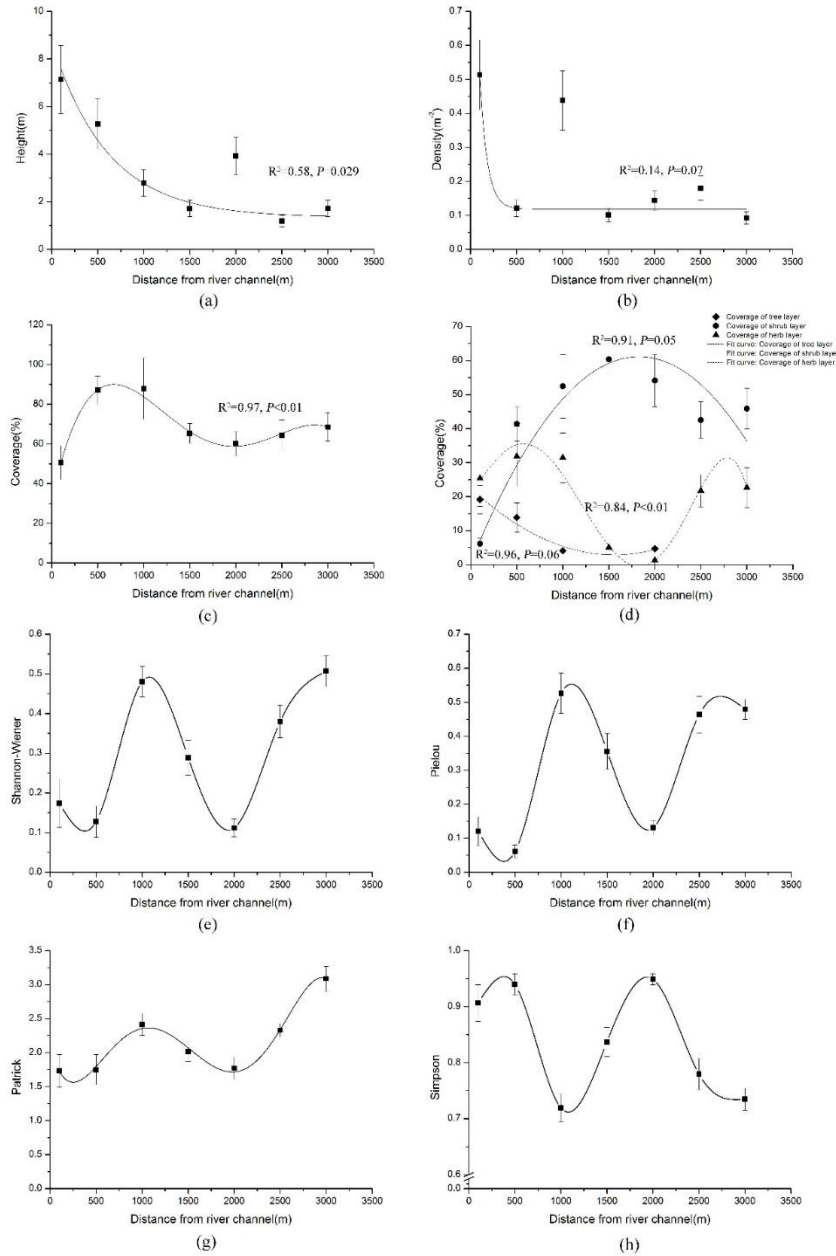 10
8
6
4
2
0
Height(m)
R²=0.58, P=0.029
0 500 1000 1500 2000 2500 3000 3500
Distance from river channel(m)
(a)
0.7
0.6
0.5
0.4
0.3
0.2
0.1
0.0
Density(m⁻²)
R²=0.14, P=0.07
0 500 1000 1500 2000 2500 3000 3500
Distance from river channel(m)
(b)
120
100
80
60
40
20
0
Coverage(%)
R²=0.97, P<0.01
0 500 1000 1500 2000 2500 3000 3500
Distance from river channel(m)
(c)
Coverage of tree layer
Coverage of shrub layer
Coverage of herb layer
Fit curve: Coverage of tree layer
Fit curve: Coverage of shrub laye
Fit curve: Coverage of herb layer
70
60
50
40
30
20
10
0
Coverage(%)
R²=0.91, P=0.05
R²=0.84, P<0.01
R²=0.96, P=0.06
0 500 1000 1500 2000 2500 3000 3500
Distance from river channel(m)
(d)
0.6
0.5
0.4
0.3
0.2
0.1
0.0
Shannon-Wiener
0 500 1000 1500 2000 2500 3000 3500
Distance from river channel(m)
(e)
0.7
0.6
0.5
0.4
0.3
0.2
0.1
0.0
Pielou
0 500 1000 1500 2000 2500 3000 3500
Distance from river channel(m)
(f)
3.5
3.0
2.5
2.0
1.5
1.0
0.5
0.0
Patrick
0 500 1000 1500 2000 2500 3000 3500
Distance from river channel(m)
(g)
1.0
0.9
0.8
0.7
0.6
0.0
Simpson
0 500 1000 1500 2000 2500 3000 3500
Distance from river channel(m)
(h)